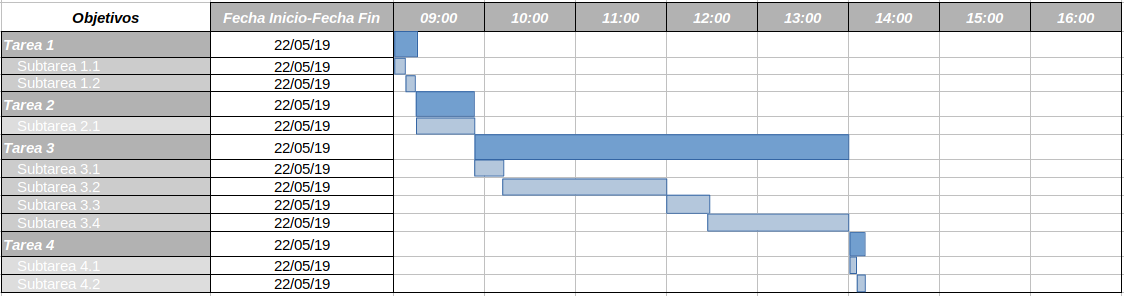 Objetivos Fecha Inicio-Fecha Fin 09:00 10:00 11:00 12:00 13:00 14:00 15:00 16:00
Tarea 1 22/05/19
Subtarea 1.1 22/05/19
Subtarea 1.2 22/05/19
Tarea 2 22/05/19
Subtarea 2.1 22/05/19
Tarea 3 22/05/19
Subtarea 3.1 22/05/19
Subtarea 3.2 22/05/19
Subtarea 3.3 22/05/19
Subtarea 3.4 22/05/19
Tarea 4 22/05/19
Subtarea 4.1 22/05/19
Subtarea 4.2 22/05/19